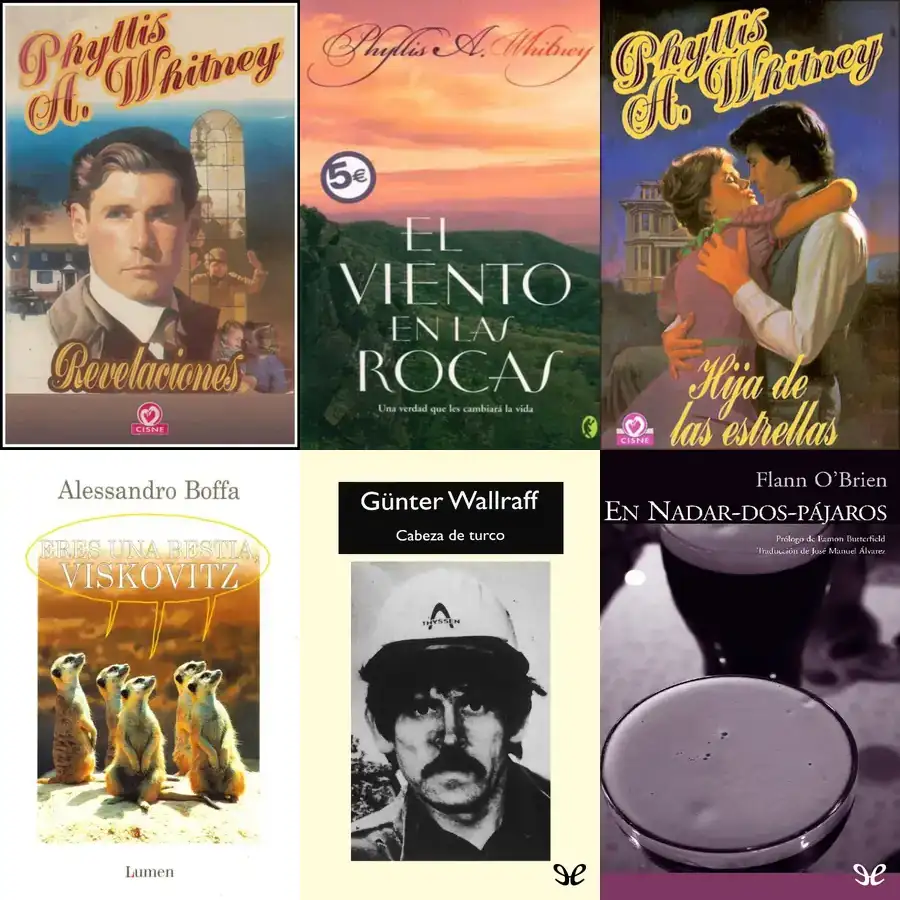 Phyllis
A. Whitney
Revelaciones
CISNE
Phyllis A. Whitney
5€
EL
VIENTO
EN LAS
ROCAS
Una verdad que les cambiará la vida
Phyllis
A. Whitney
Hija de
las estrellas
CISNE
Alessandro Boffa
ERES UNA BESTIA,
VISKOVITZ
Lumen
Günter Wallraff
Cabeza de turco
THYSSEN
Flann O'Brien
En Nadar-dos-pájaros
Prólogo de Eamon Butterfield
Traducción de José Manuel Álvarez